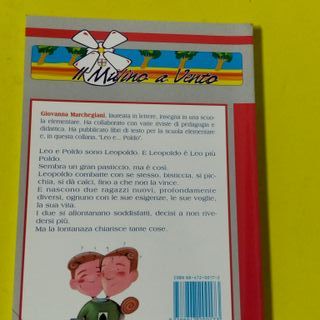 Il Mulino a Vento
Giovanna Marchegiani, laureata in lettere, insegna in una scuo-
la elementare. Ha collaborato con varie riviste di pedagogia e
didattica. Ha pubblicato libri di testo per la scuola elementare
e, in questa collana, "Leo e... Poldo".
Leo e Poldo sono Leopoldo. E Leopoldo è Leo più
Poldo.
Sembra un gran pasticcio, ma è così.
Leopoldo combatte con se stesso, bisticcia, si pic-
chia, si dà calci, fino a che non la vince.
E nascono due ragazzi nuovi, profondamente
diversi, ognuno con le sue esigenze, le sue voglie,
la sua vita.
I due si allontanano soddisfatti, decisi a non rive-
dersi più.
Ma la lontananza chiarisce tante cose.